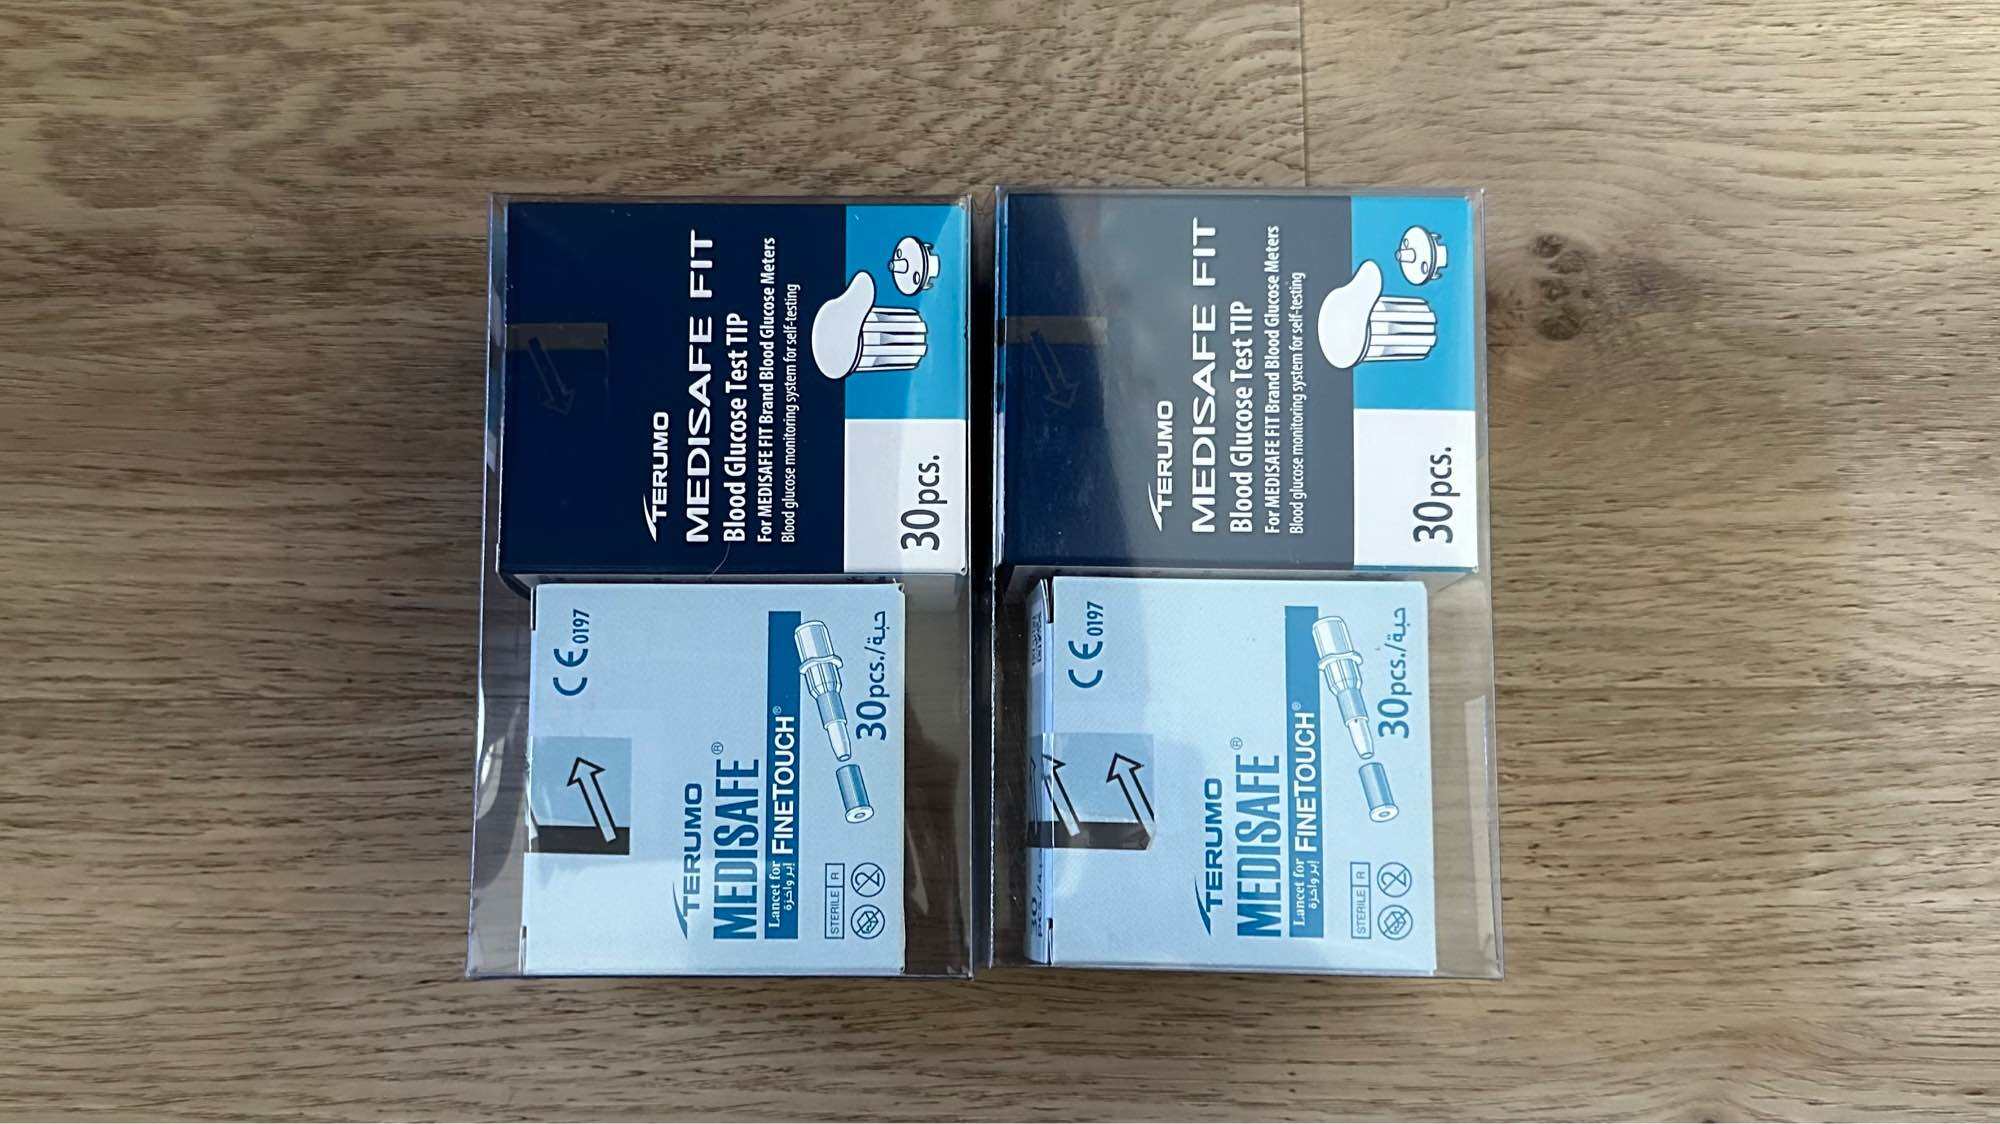 TERUMO
MEDISAFE FIT
Blood Glucose Test TIP
For MEDISAFE FIT Brand Blood Glucose Meters
Blood glucose monitoring system for self-testing
30pcs.
TERUMO
MEDISAFE FIT
Blood Glucose Test TIP
For MEDISAFE FIT Brand Blood Glucose Meters
Blood glucose monitoring system for self-testing
30pcs.
CE 0197
TERUMO
MEDISAFE®
Lancet for FINETOUCH®
إبر واخزة
30pcs./حبة
STERILE R
2
CE 0197
TERUMO
MEDISAFE®
Lancet for FINETOUCH®
إبر واخزة
30pcs./حبة
STERILE R
2